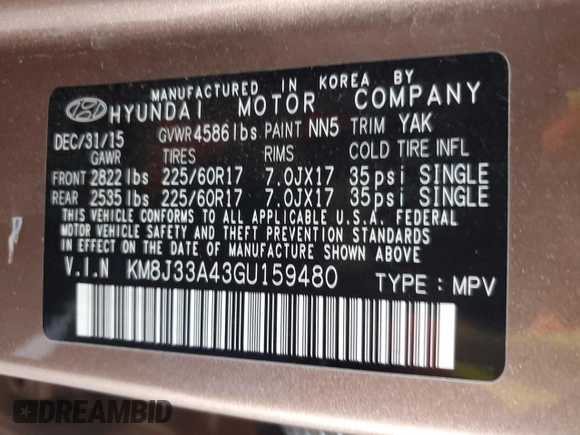 MANUFACTURED IN KOREA BY
HYUNDAI MOTOR COMPANY
DEC/31/15 GVWR 4586 lbs PAINT NN5 TRIM YAK
GAWR TIRES RIMS COLD TIRE INFL
FRONT 2822 lbs 225/60R17 7.0JX17 35psi SINGLE
REAR 2535 lbs 225/60R17 7.0JX17 35psi SINGLE
THIS VEHICLE CONFORMS TO ALL APPLICABLE U.S.A. FEDERAL
MOTOR VEHICLE SAFETY AND THEFT PREVENTION STANDARDS
IN EFFECT ON THE DATE OF MANUFACTURE SHOWN ABOVE
V.I.N KM8J33A43GU159480 TYPE : MPV
DREAMBID